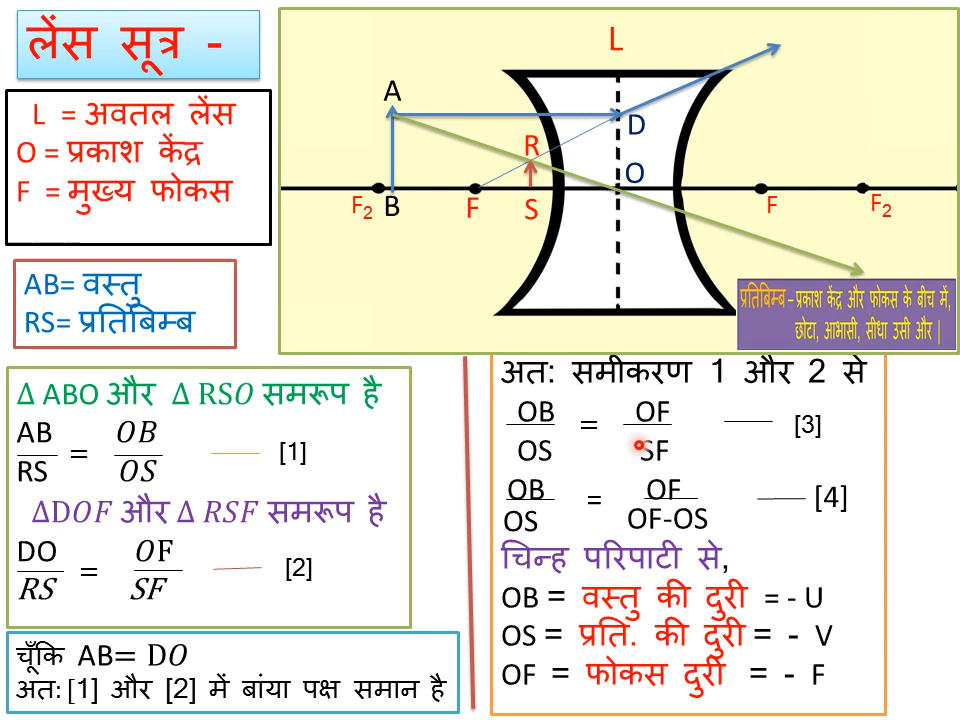 लेंस सूत्र -
L = अवतल लेंस
O = प्रकाश केंद्र
F = मुख्य फोकस
AB= वस्तु
RS= प्रतिबिम्ब
L
A
D
R
O
F2 B F S F F2
प्रतिबिम्ब – प्रकाश केंद्र और फोकस के बीच में,
छोटा, आभासी, सीधा उसी और |
Δ ABO और Δ RSO समरूप है
AB/RS = OB/OS [1]
ΔDOF और Δ RSF समरूप है
DO/RS = OF/SF [2]
चूँकि AB= DO
अत: [1] और [2] में बांया पक्ष समान है
अत: समीकरण 1 और 2 से
OB/OS = OF/SF [3]
OB/OS = OF/OF-OS [4]
चिन्ह परिपाटी से,
OB = वस्तु की दुरी = - U
OS = प्रति. की दुरी = - V
OF = फोकस दुरी = - F